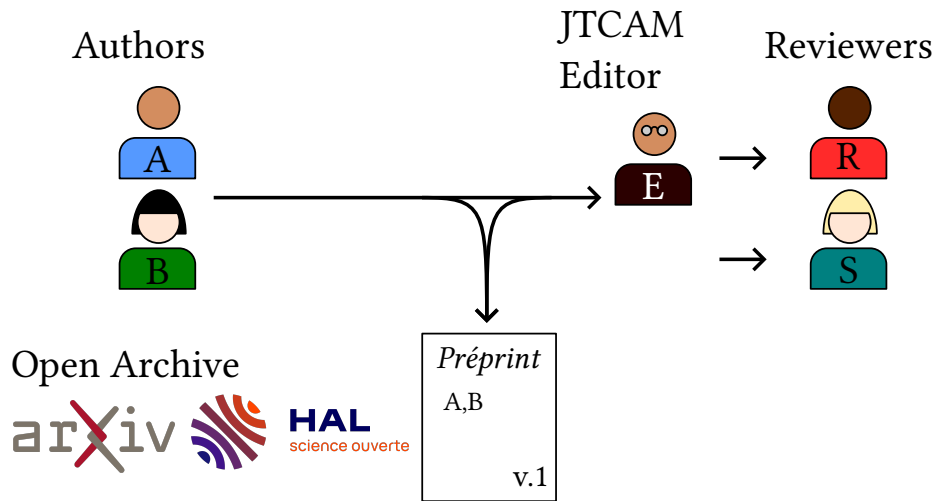 Authors
JTCAM
Editor
Reviewers
A
E
R
B
S
Open Archive
arXiv
HAL
science ouverte
Préprint
A,B
v.1